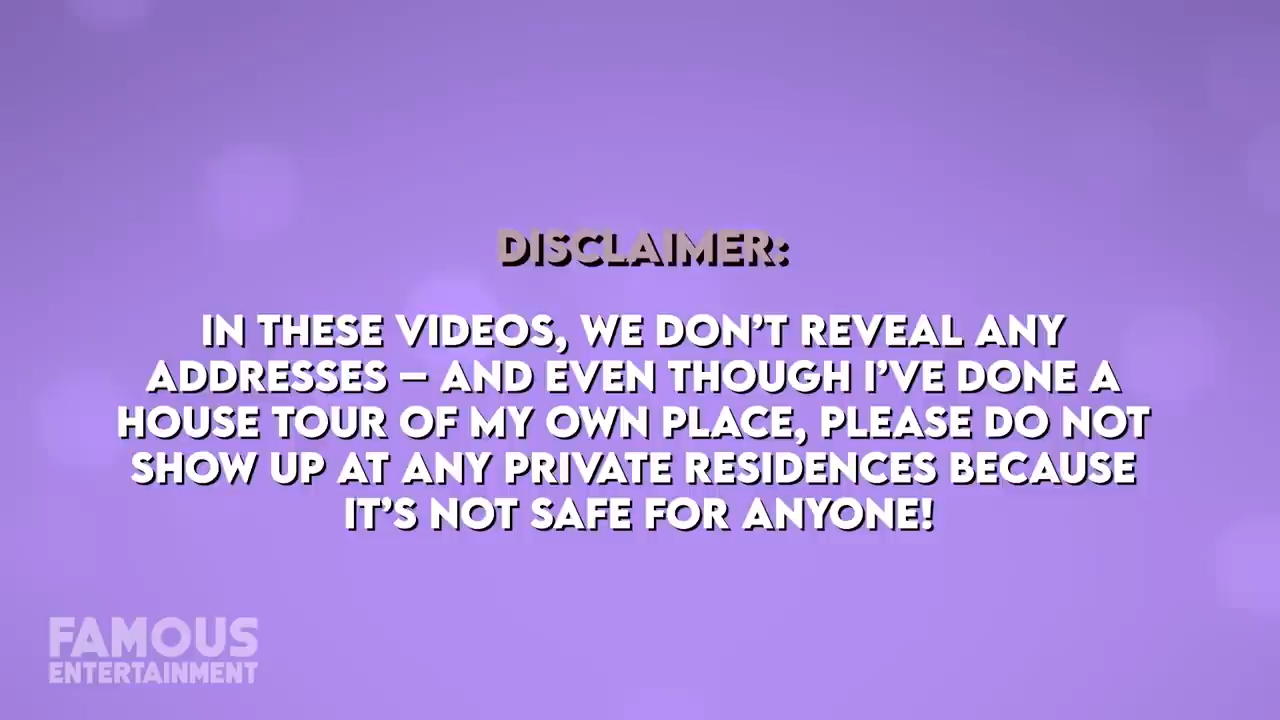 DISCLAIMER:
IN THESE VIDEOS, WE DON'T REVEAL ANY
ADDRESSES – AND EVEN THOUGH I'VE DONE A
HOUSE TOUR OF MY OWN PLACE, PLEASE DO NOT
SHOW UP AT ANY PRIVATE RESIDENCES BECAUSE
IT'S NOT SAFE FOR ANYONE!
FAMOUS
ENTERTAINMENT